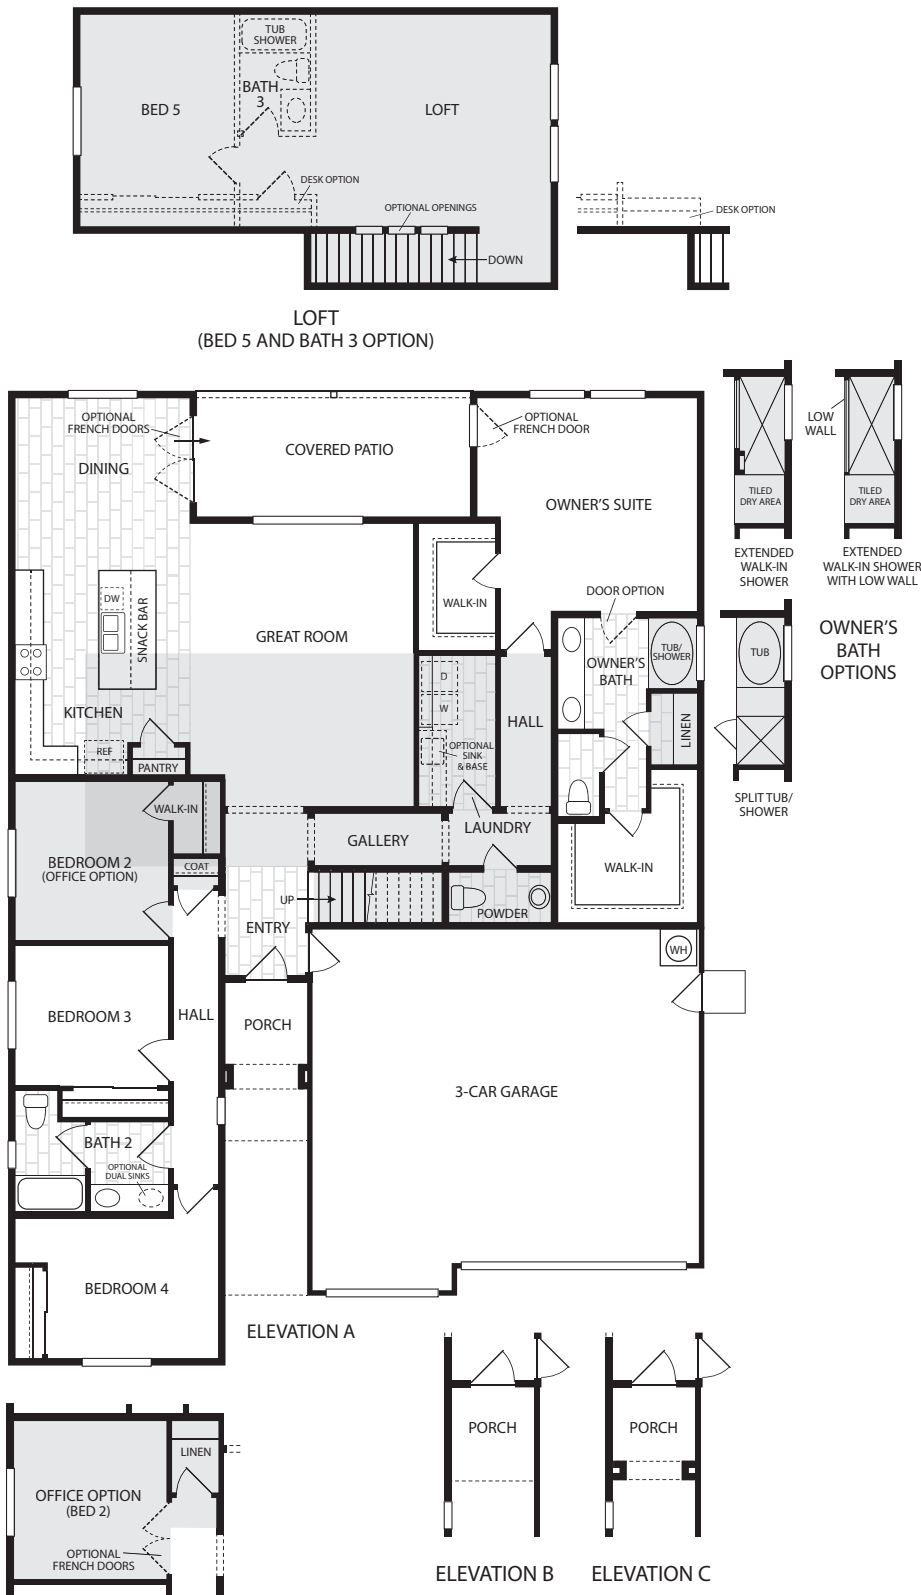 TUB
SHOWER
BATH
3
BED 5
LOFT
DESK OPTION
OPTIONAL OPENINGS
DESK OPTION
DOWN
LOFT
(BED 5 AND BATH 3 OPTION)
OPTIONAL
FRENCH DOORS
DINING
COVERED PATIO
OPTIONAL
FRENCH DOOR
OWNER'S SUITE
LOW
WALL
TILED
DRY AREA
TILED
DRY AREA
EXTENDED
WALK-IN
SHOWER
EXTENDED
WALK-IN SHOWER
WITH LOW WALL
DW
SNACK BAR
GREAT ROOM
WALK-IN
DOOR OPTION
OWNER'S
BATH
TUB/
SHOWER
TUB
OWNER'S
BATH
OPTIONS
KITCHEN
REF
PANTRY
D
W
OPTIONAL
SINK
& BASE
HALL
LINEN
SPLIT TUB/
SHOWER
WALK-IN
BEDROOM 2
(OFFICE OPTION)
COAT
GALLERY
LAUNDRY
WALK-IN
UP
ENTRY
POWDER
WH
BEDROOM 3
HALL
PORCH
3-CAR GARAGE
BATH 2
OPTIONAL
DUAL SINKS
BEDROOM 4
ELEVATION A
PORCH
PORCH
LINEN
OFFICE OPTION
(BED 2)
OPTIONAL
FRENCH DOORS
ELEVATION B
ELEVATION C